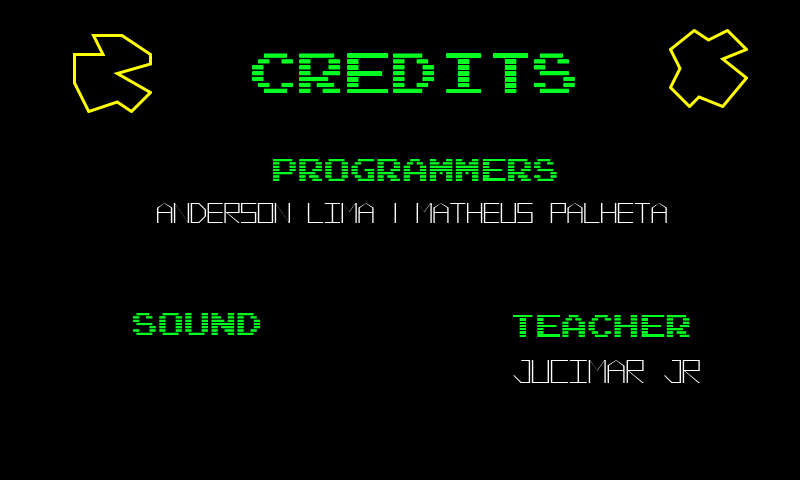 CREDITS
PROGRAMMERS
ANDERSON LIMA | MATHEUS PALHETA
SOUND
TEACHER
JUCIMAR JR